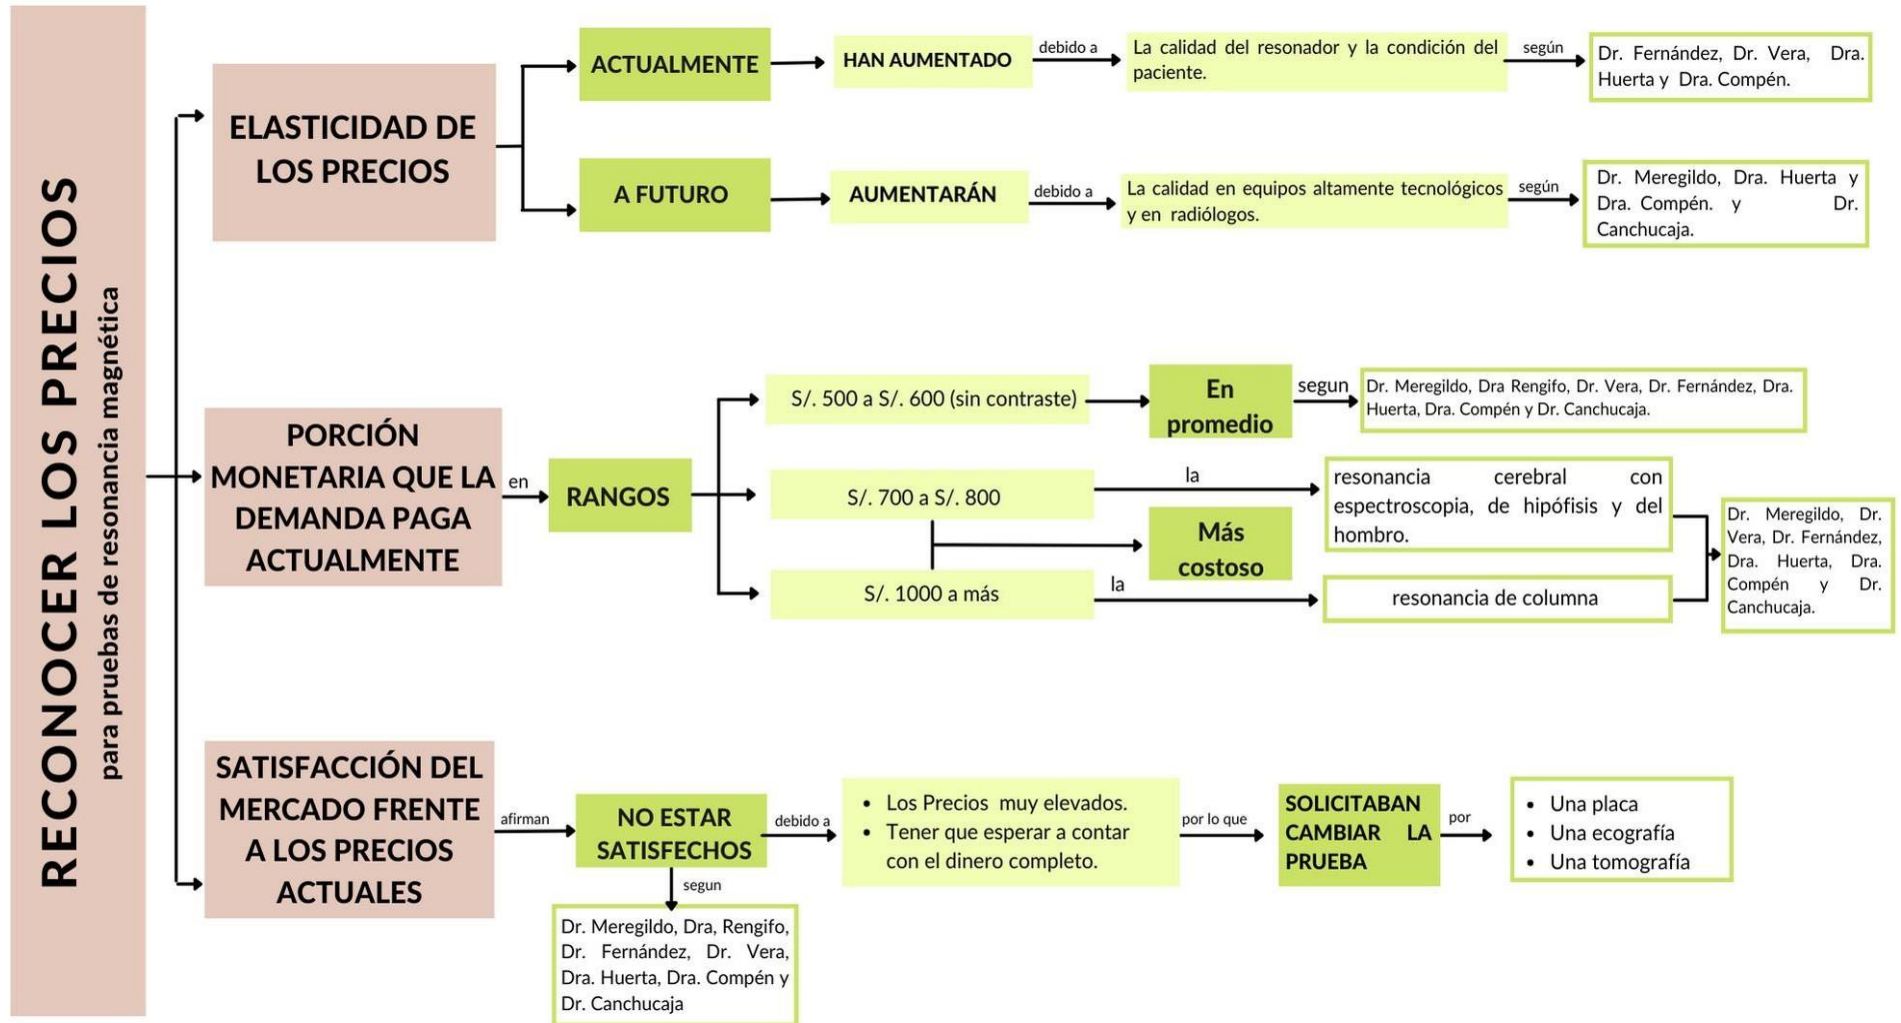 RECONOCER LOS PRECIOS
para pruebas de resonancia magnética
ELASTICIDAD DE
LOS PRECIOS
ACTUALMENTE
HAN AUMENTADO
debido a
La calidad del resonador y la condición del
paciente.
según
Dr. Fernández, Dr. Vera, Dra.
Huerta y Dra. Compén.
A FUTURO
AUMENTARÁN
debido a
La calidad en equipos altamente tecnológicos
y en radiólogos.
según
Dr. Meregildo, Dra. Huerta y
Dra. Compén. y Dr.
Canchucaja.
PORCIÓN
MONETARIA QUE LA
DEMANDA PAGA
ACTUALMENTE
en
RANGOS
S/. 500 a S/. 600 (sin contraste)
En
promedio
segun
Dr. Meregildo, Dra Rengifo, Dr. Vera, Dr. Fernández, Dra.
Huerta, Dra. Compén y Dr. Canchucaja.
S/. 700 a S/. 800
la
resonancia cerebral con
espectroscopia, de hipófisis y del
hombro.
Más
costoso
S/. 1000 a más
la
resonancia de columna
Dr. Meregildo, Dr.
Vera, Dr. Fernández,
Dra. Huerta, Dra.
Compén y Dr.
Canchucaja.
SATISFACCIÓN DEL
MERCADO FRENTE
A LOS PRECIOS
ACTUALES
afirman
NO ESTAR
SATISFECHOS
debido a
• Los Precios muy elevados.
• Tener que esperar a contar
con el dinero completo.
por lo que
SOLICITABAN
CAMBIAR LA
PRUEBA
por
• Una placa
• Una ecografía
• Una tomografía
segun
Dr. Meregildo, Dra, Rengifo,
Dr. Fernández, Dr. Vera,
Dra. Huerta, Dra. Compén y
Dr. Canchucaja